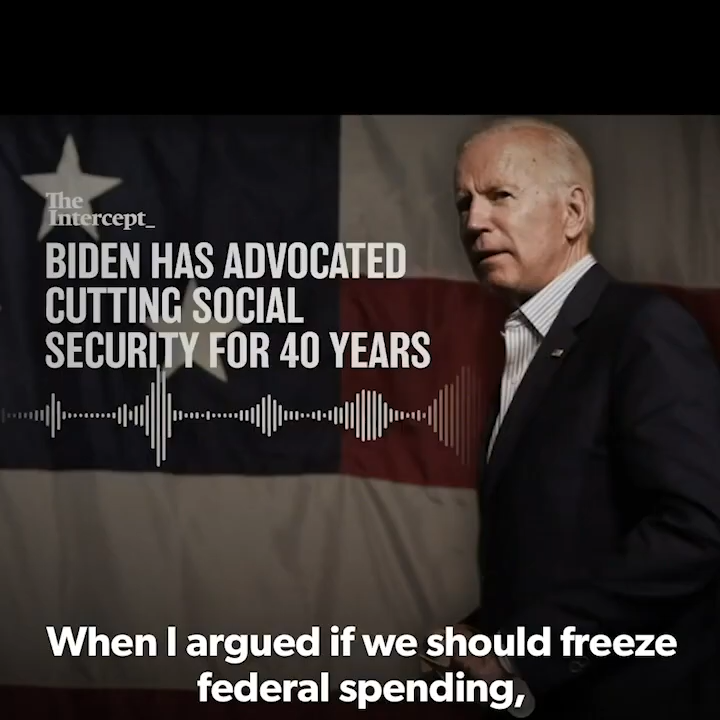 The
Intercept_
BIDEN HAS ADVOCATED
CUTTING SOCIAL
SECURITY FOR 40 YEARS
When I argued if we should freeze
federal spending,